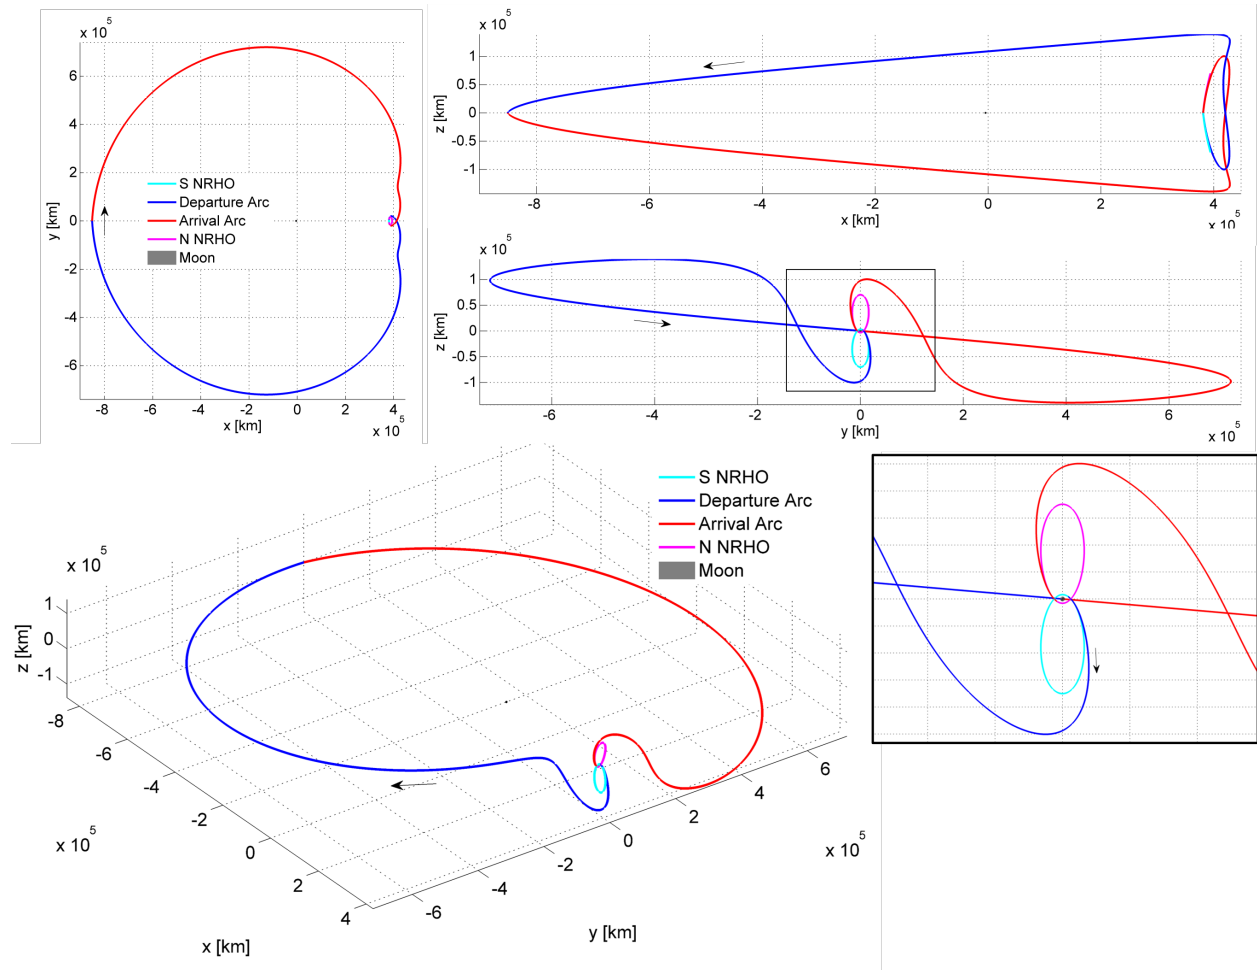 x 10^5
6
4
2
0
-2
-4
-6
y [km]
S NRHO
Departure Arc
Arrival Arc
N NRHO
Moon
-8 -6 -4 -2 0 2 4
x [km]
x 10^5
x 10^5
1
0.5
0
-0.5
-1
z [km]
-8 -6 -4 -2 0 2 4
x [km]
x 10^5
x 10^5
1
0.5
0
-0.5
-1
z [km]
-6 -4 -2 0 2 4 6
y [km]
x 10^5
S NRHO
Departure Arc
Arrival Arc
N NRHO
Moon
x 10^5
1
0
-1
z [km]
-8
-6
-4
-2
0
2
4
x 10^5
x [km]
-6
-4
-2
0
2
4
6
x 10^5
y [km]